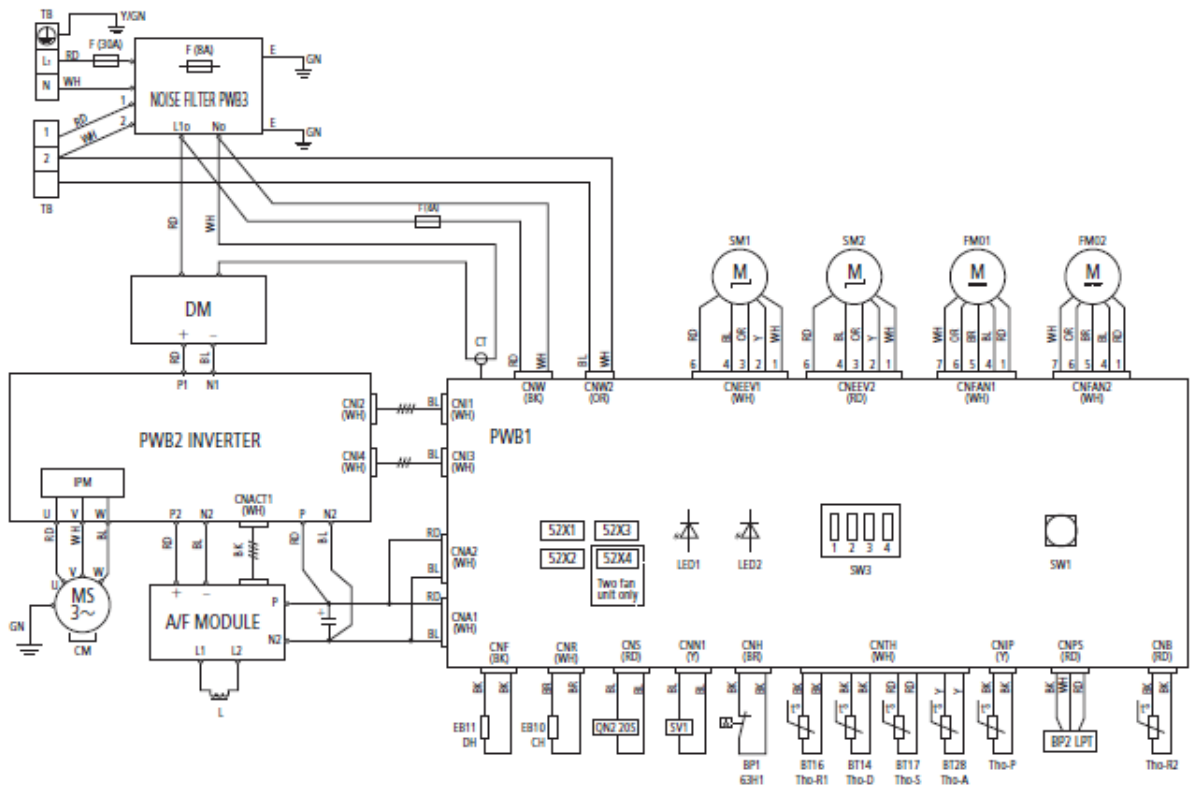 TB
Y/GN
L1 RD F (30A)
N WH
F (8A)
E GN
NOISE FILTER PWB3
1
2
1 RD
2 WH
TB
L1o No
E GN
RD WH
DM
+ −
RD BL
P1 N1
CT
RD WH BL WH
CNW
(BK)
CNW2
(OR)
SM1 SM2 FM01 FM02
M M M M
RD BL OR Y WH
6 4 3 2 1
CNEEV1
(WH)
RD BL OR Y WH
6 4 3 2 1
CNEEV2
(RD)
WH OR BR BL RD
7 6 5 4 1
CNFAN1
(WH)
WH OR BR BL RD
7 6 5 4 1
CNFAN2
(WH)
PWB2 INVERTER
CNI2
(WH)
BL
CNI1
(WH)
CNI4
(WH)
BL
CNI3
(WH)
PWB1
IPM
U V W
RD WH BL
U V W
MS
3~
CM
GN
P2 N2
RD BL
CNACT1
(WH)
BK
P N2
RD BL
+ −
A/F MODULE
P
N2
+
L1 L2
L
RD
BL
CNA2
(WH)
RD
BL
CNA1
(WH)
52X1 52X3
52X2 52X4
Two fan
unit only
LED1 LED2
1 2 3 4
SW3
SW1
CNF
(BK)
BK BK
EB11
DH
CNR
(WH)
BR BR
EB10
CH
CNS
(RD)
BL BL
QN2 20S
CNN1
(Y)
BL BL
SV1
CNH
(BR)
BK BK
BP1
63H1
CNTH
(WH)
BK BK BK BK RD RD Y Y
t° t° t° t°
BT16
Tho-R1
BT14
Tho-D
BT17
Tho-S
BT28
Tho-A
CNIP
(Y)
BK BK
t°
Tho-P
CNPS
(RD)
BK WH RD
BP2 LPT
CNB
(RD)
BK BK
t°
Tho-R2